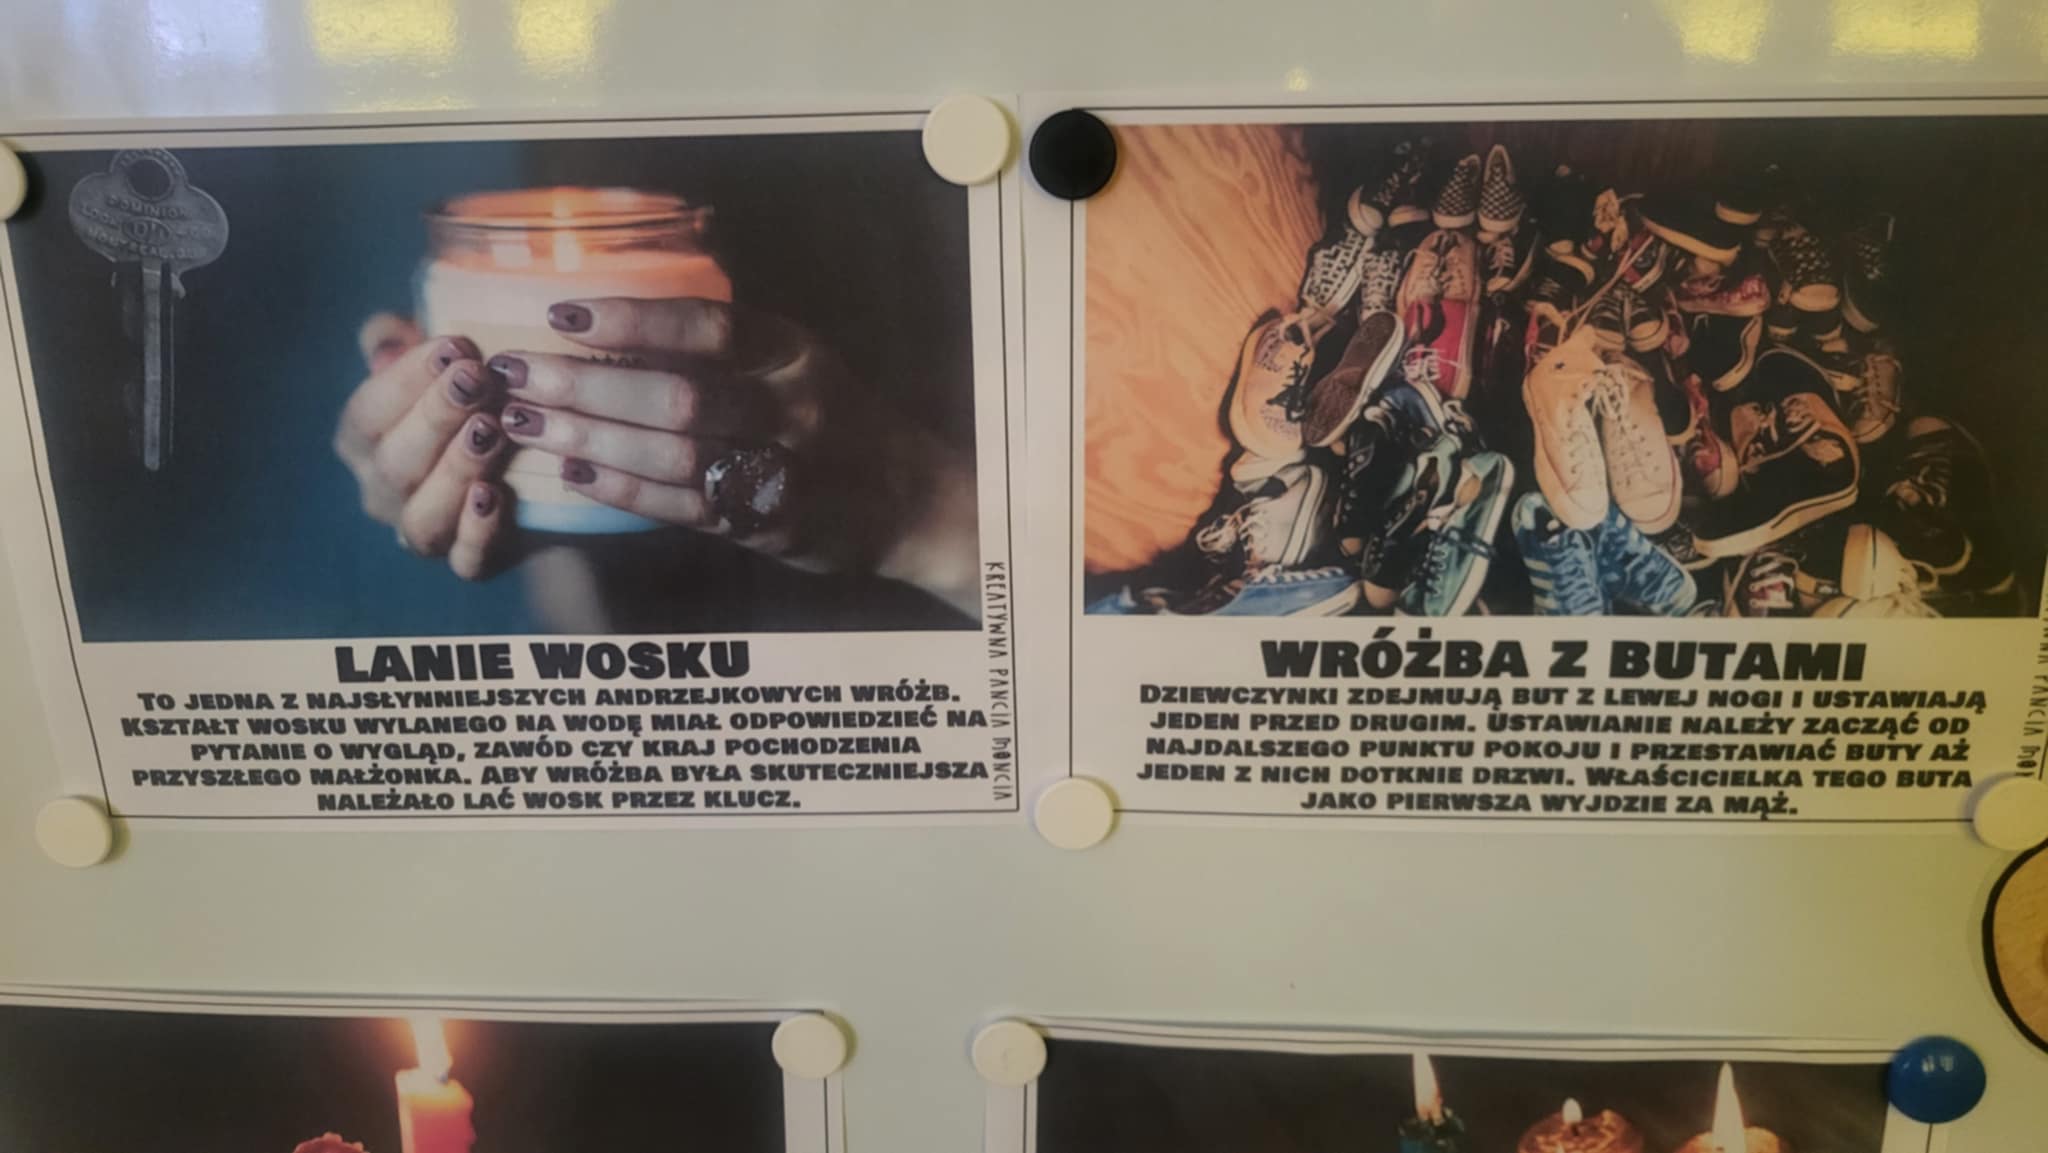 DOMINION
LANIE WOSKU
TO JEDNA Z NAJSŁYNNIEJSZYCH ANDRZEJKOWYCH WRÓŻB.
KSZTAŁT WOSKU WYLANEGO NA WODĘ MIAŁ ODPOWIEDZIEĆ NA
PYTANIE O WYGLĄD, ZAWÓD CZY KRAJ POCHODZENIA
PRZYSZŁEGO MAŁŻONKA. ABY WRÓŻBA BYŁA SKUTECZNIEJSZA
NALEŻAŁO LAĆ WOSK PRZEZ KLUCZ.
KREATYWNA PANCIA MONCIA
WRÓŻBA Z BUTAMI
DZIEWCZYNKI ZDEJMUJĄ BUT Z LEWEJ NOGI I USTAWIAJĄ
JEDEN PRZED DRUGIM. USTAWIANIE NALEŻY ZACZĄĆ OD
NAJDALSZEGO PUNKTU POKOJU I PRZESTAWIAĆ BUTY AŻ
JEDEN Z NICH DOTKNIE DRZWI. WŁAŚCICIELKA TEGO BUTA
JAKO PIERWSZA WYJDZIE ZA MĄŻ.
PANCIA